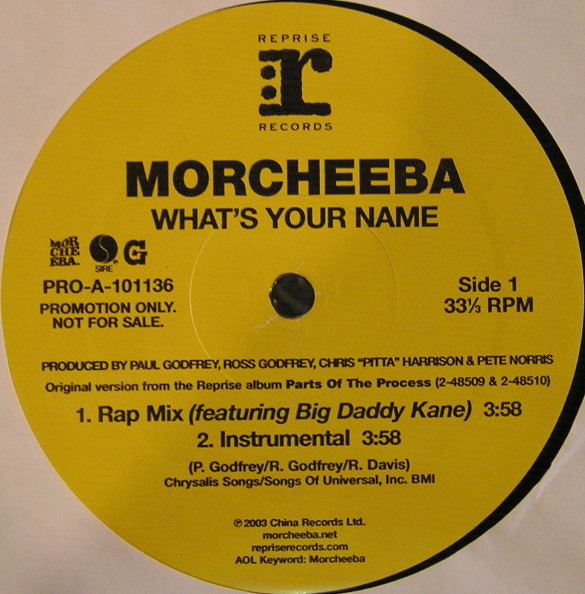 REPRISE
r
RECORDS
MORCHEEBA
WHAT'S YOUR NAME
MOR
CHE
EBA.
SIRE
G
PRO-A-101136
PROMOTION ONLY.
NOT FOR SALE.
Side 1
33⅓ RPM
PRODUCED BY PAUL GODFREY, ROSS GODFREY, CHRIS "PITTA" HARRISON & PETE NORRIS
Original version from the Reprise album Parts Of The Process (2-48509 & 2-48510)
1. Rap Mix (featuring Big Daddy Kane) 3:58
2. Instrumental 3:58
(P. Godfrey/R. Godfrey/R. Davis)
Chrysalis Songs/Songs Of Universal, Inc. BMI
℗ 2003 China Records Ltd.
morcheeba.net
repriserecords.com
AOL Keyword: Morcheeba